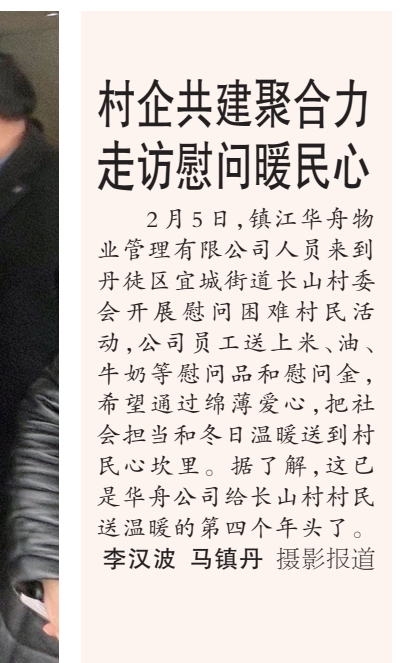 村企共建聚合力
走访慰问暖民心
2月5日,镇江华舟物
业管理有限公司人员来到
丹徒区宜城街道长山村委
会开展慰问困难村民活
动,公司员工送上米、油、
牛奶等慰问品和慰问金,
希望通过绵薄爱心,把社
会担当和冬日温暖送到村
民心坎里。据了解,这已
是华舟公司给长山村村民
送温暖的第四个年头了。
李汉波 马镇丹 摄影报道